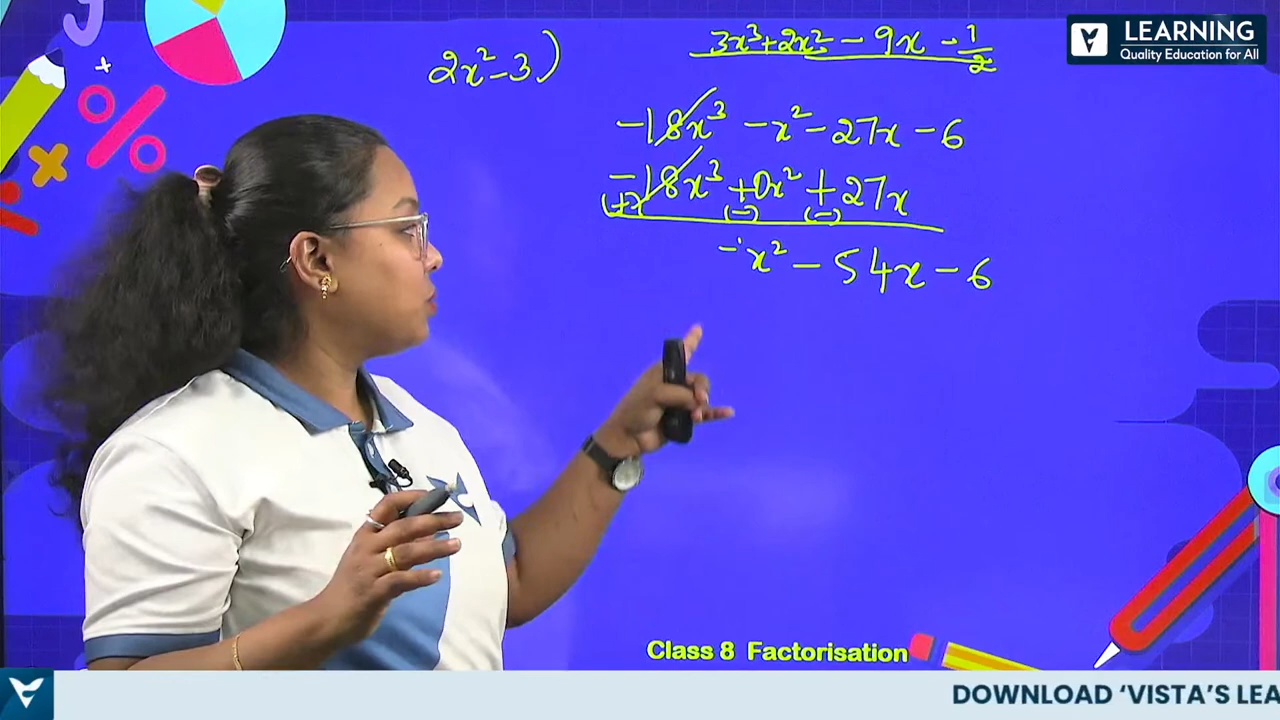 LEARNING
Quality Education for All
3x³+2x² - 9x - 1/2
2x²-3)
-18x³ -x² -27x -6
-18x³ +0x² +27x
(+) (-) (-)
-x² - 54x - 6
Class 8 Factorisation
DOWNLOAD ‘VISTA’S LEA